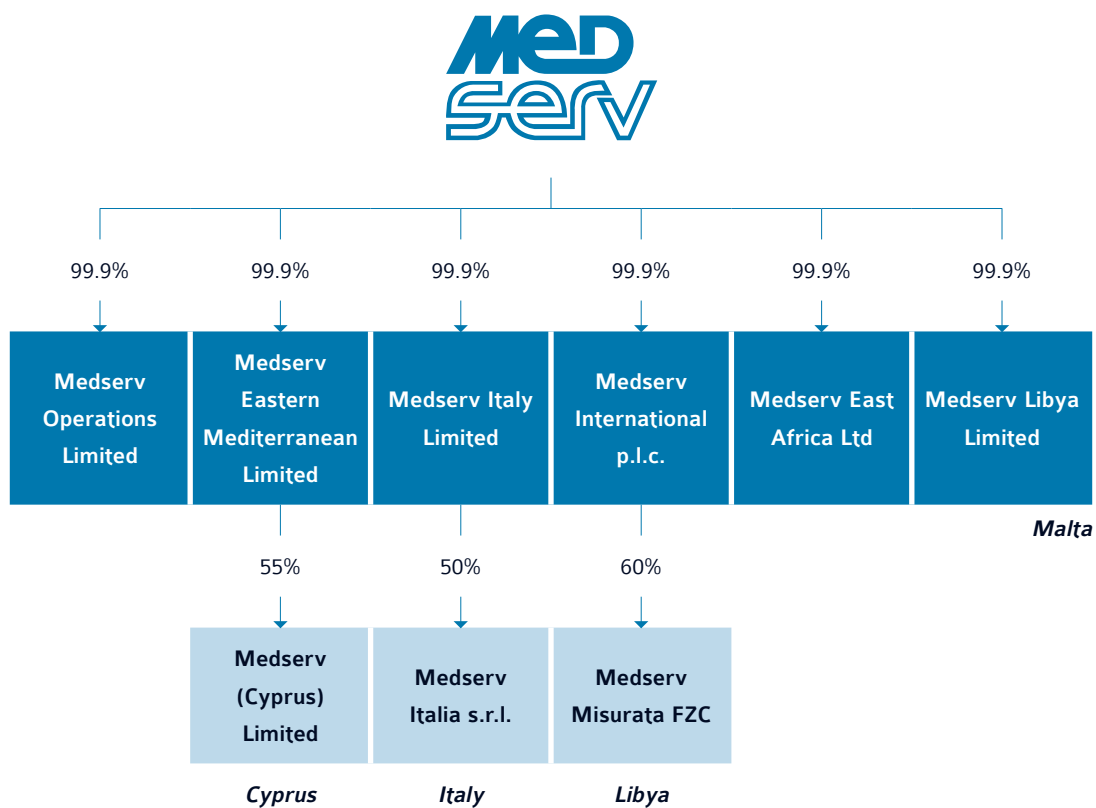 MeD
serv
99.9% 99.9% 99.9% 99.9% 99.9% 99.9%
Medserv
Operations
Limited
Medserv
Eastern
Mediterranean
Limited
Medserv Italy
Limited
Medserv
International
p.l.c.
Medserv East
Africa Ltd
Medserv Libya
Limited
Malta
55% 50% 60%
Medserv
(Cyprus)
Limited
Medserv
Italia s.r.l.
Medserv
Misurata FZC
Cyprus Italy Libya